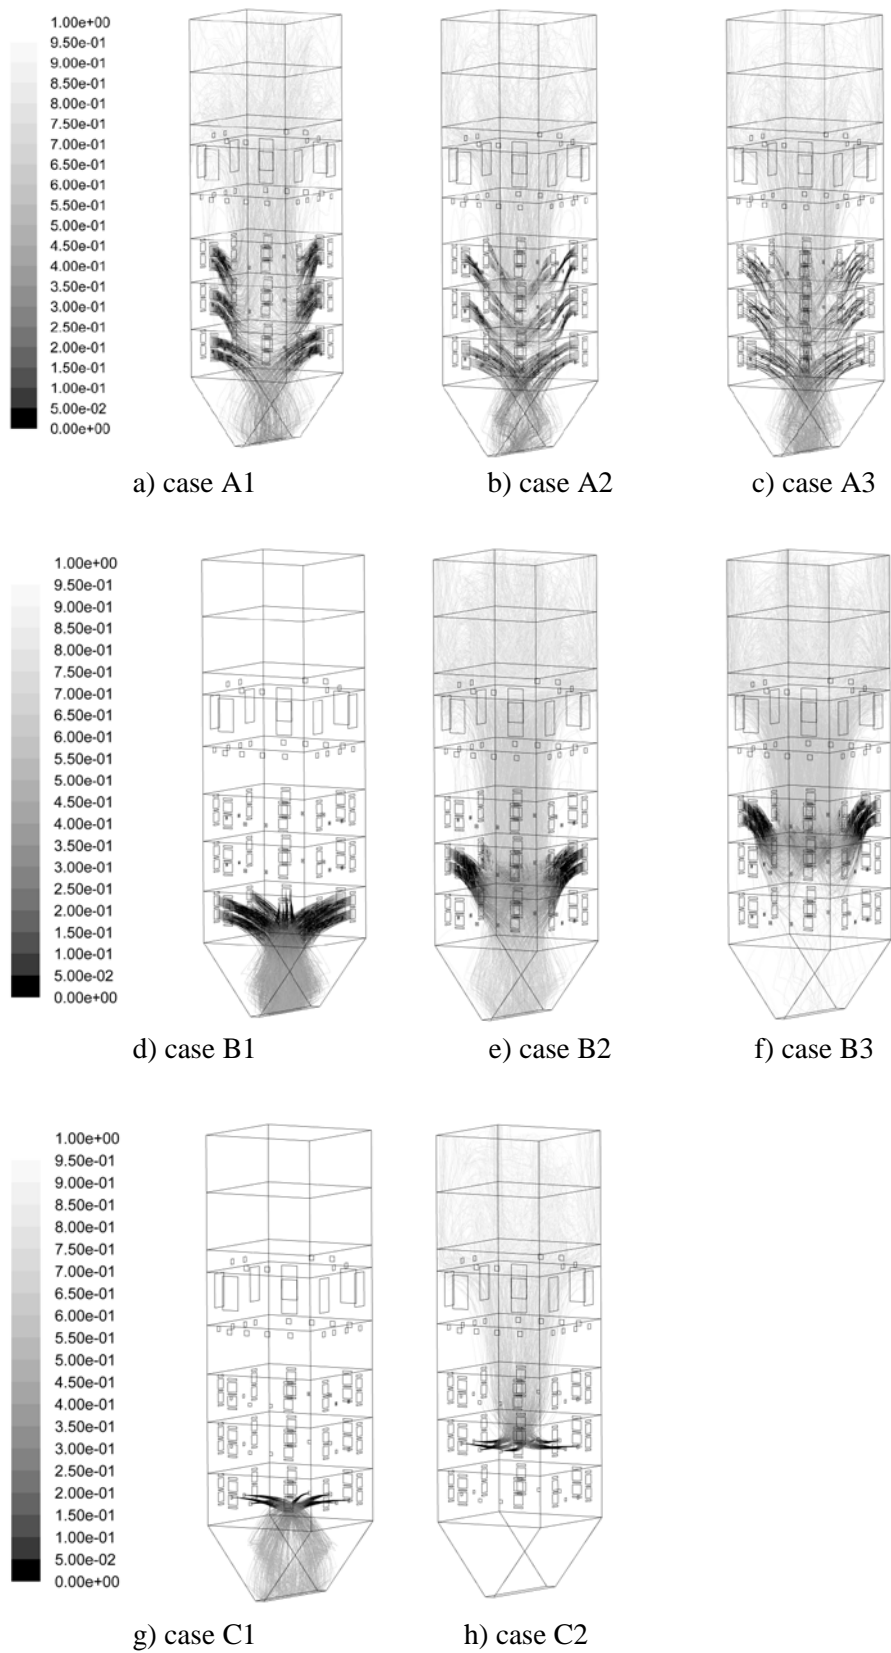 1.00e+00
9.50e-01
9.00e-01
8.50e-01
8.00e-01
7.50e-01
7.00e-01
6.50e-01
6.00e-01
5.50e-01
5.00e-01
4.50e-01
4.00e-01
3.50e-01
3.00e-01
2.50e-01
2.00e-01
1.50e-01
1.00e-01
5.00e-02
0.00e+00
a) case A1 b) case A2 c) case A3
1.00e+00
9.50e-01
9.00e-01
8.50e-01
8.00e-01
7.50e-01
7.00e-01
6.50e-01
6.00e-01
5.50e-01
5.00e-01
4.50e-01
4.00e-01
3.50e-01
3.00e-01
2.50e-01
2.00e-01
1.50e-01
1.00e-01
5.00e-02
0.00e+00
d) case B1 e) case B2 f) case B3
1.00e+00
9.50e-01
9.00e-01
8.50e-01
8.00e-01
7.50e-01
7.00e-01
6.50e-01
6.00e-01
5.50e-01
5.00e-01
4.50e-01
4.00e-01
3.50e-01
3.00e-01
2.50e-01
2.00e-01
1.50e-01
1.00e-01
5.00e-02
0.00e+00
g) case C1 h) case C2